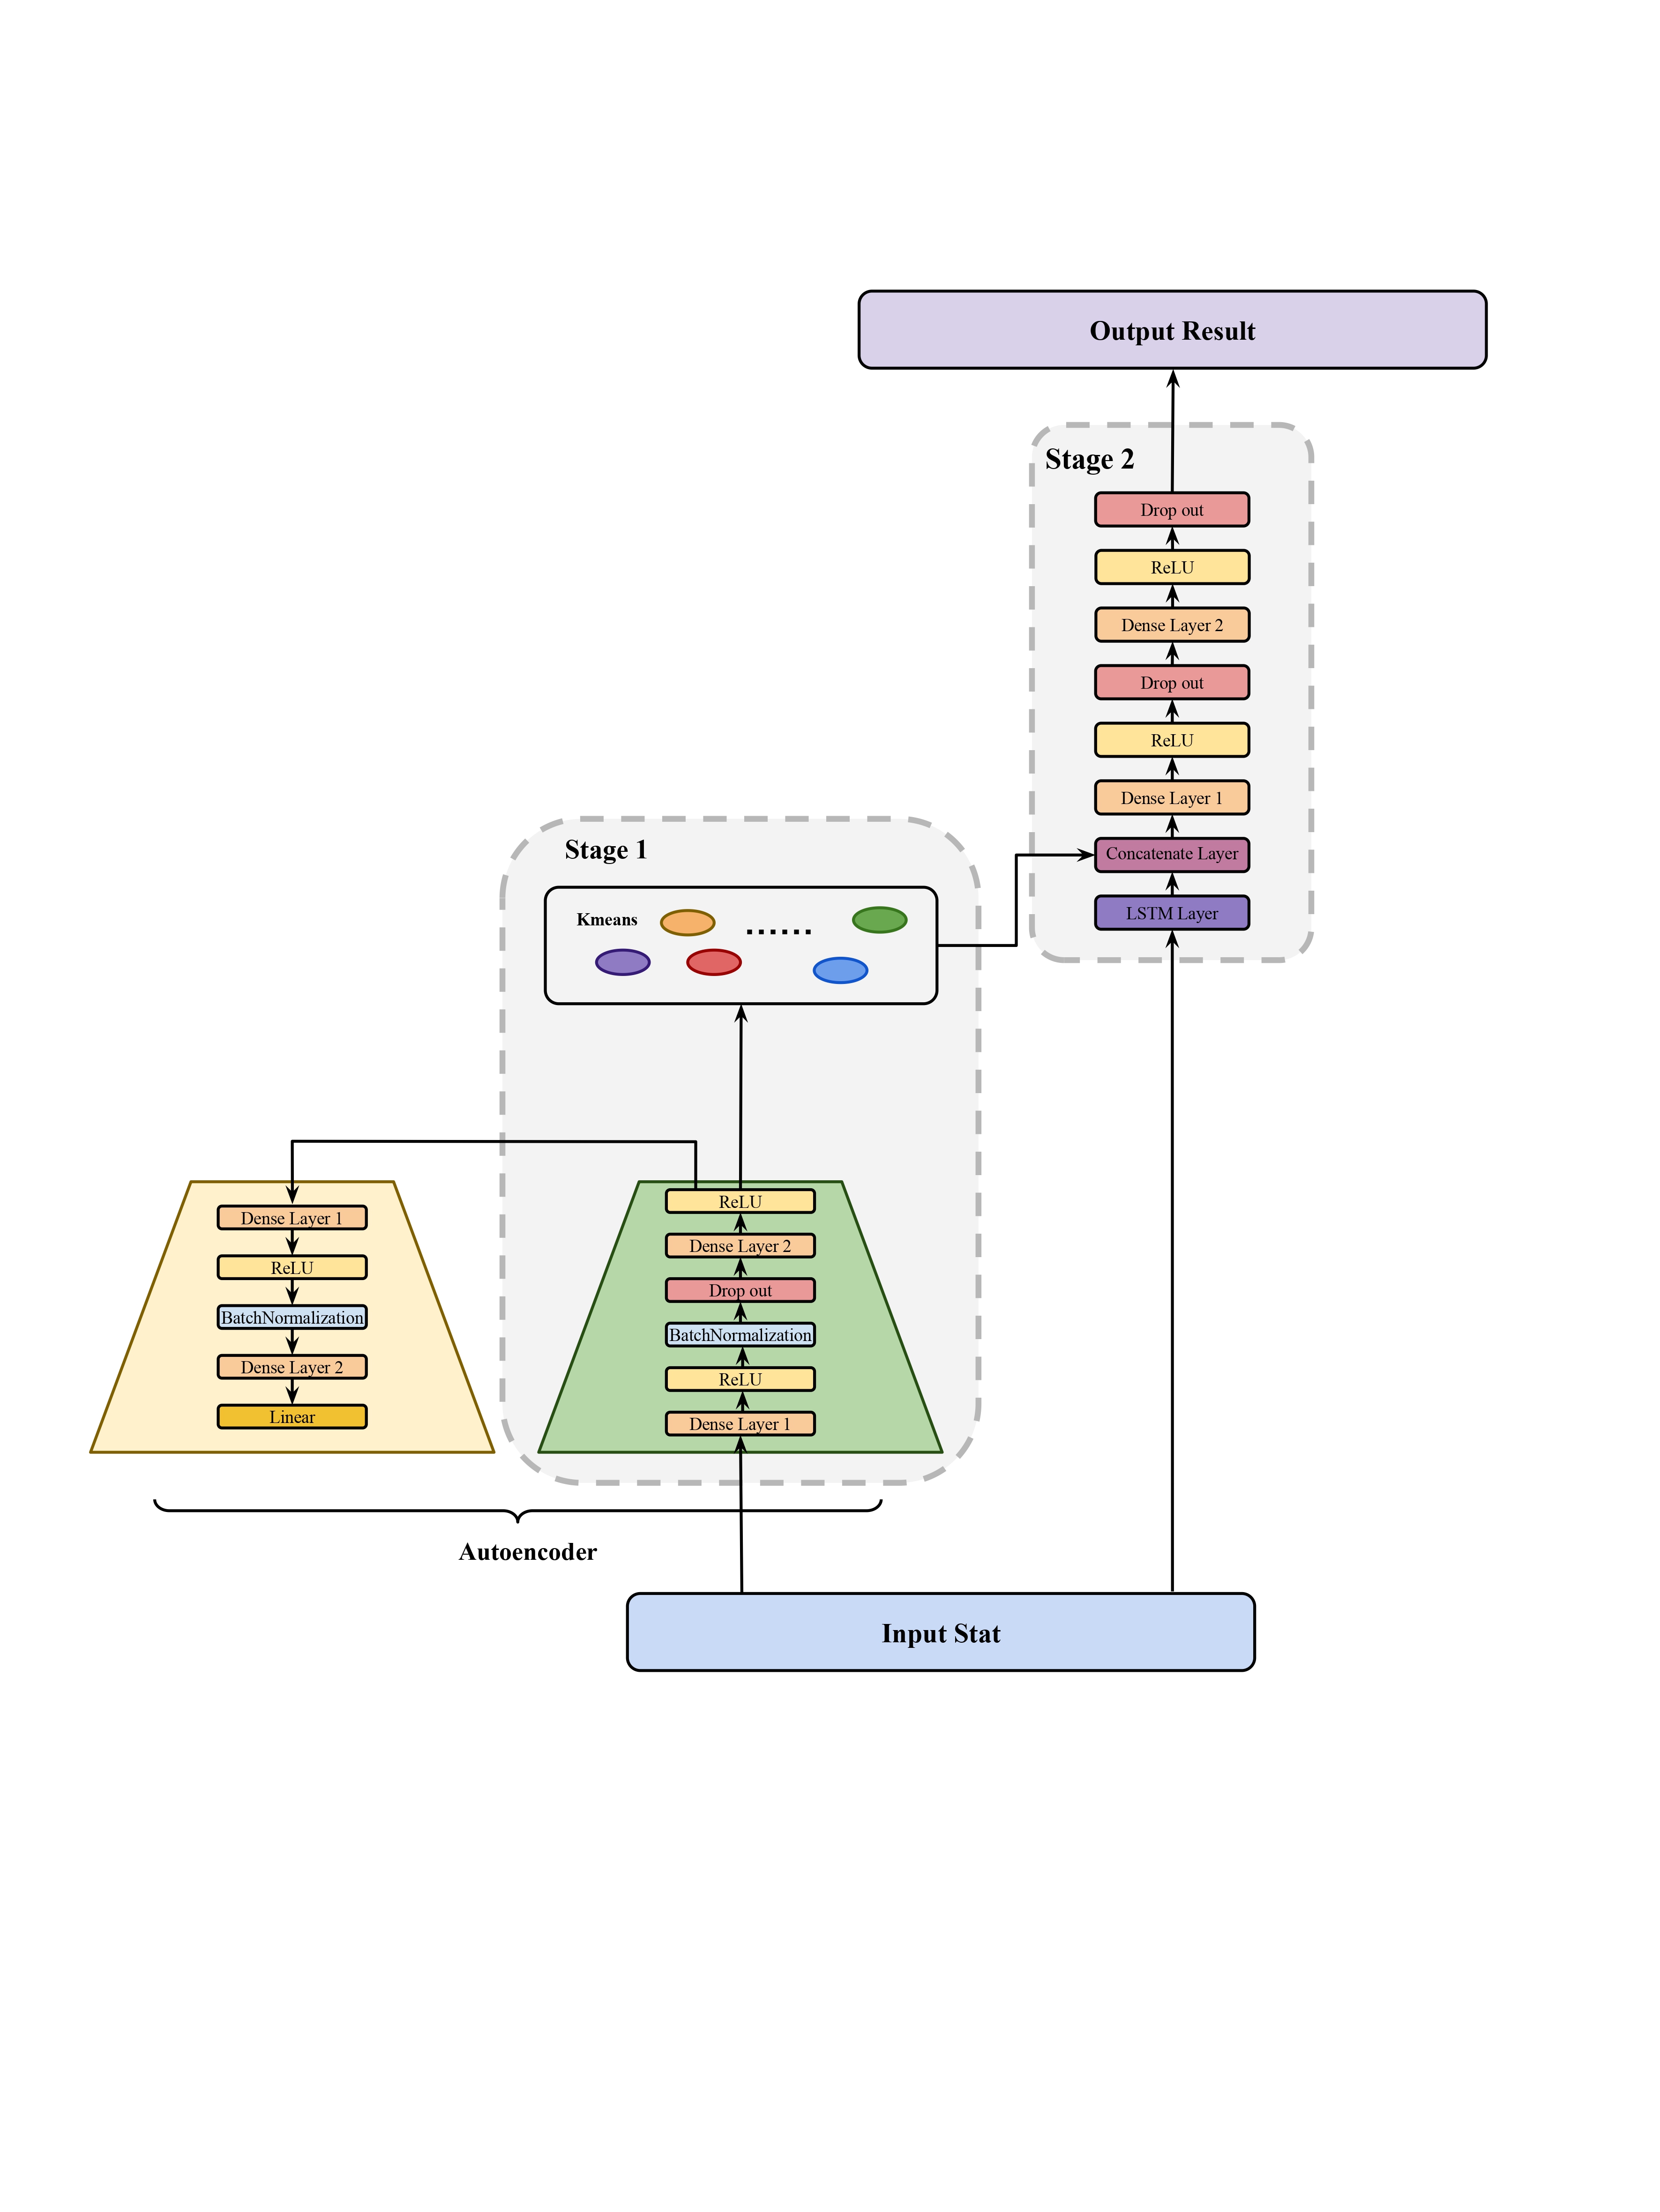 Output Result
Stage 2
Drop out
ReLU
Dense Layer 2
Drop out
ReLU
Dense Layer 1
Concatenate Layer
LSTM Layer
Stage 1
Kmeans
......
ReLU
Dense Layer 2
Drop out
BatchNormalization
ReLU
Dense Layer 1
Dense Layer 1
ReLU
BatchNormalization
Dense Layer 2
Linear
Autoencoder
Input Stat